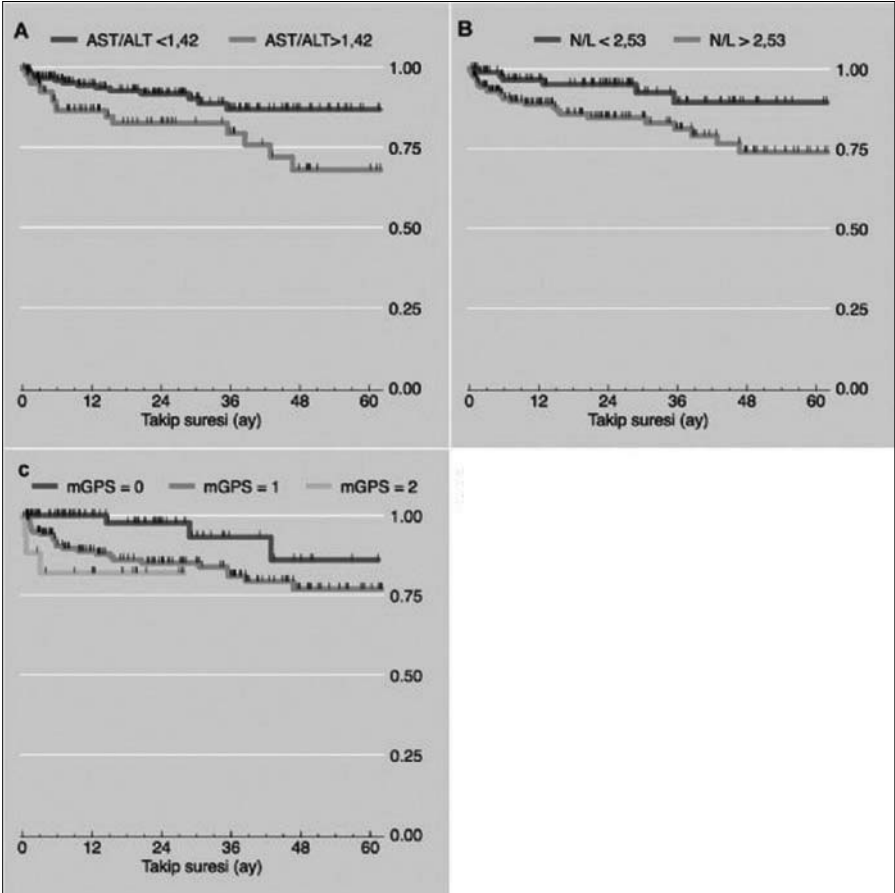 A
AST/ALT <1,42 AST/ALT>1,42
1.00
0.75
0.50
0.25
0.00
0 12 24 36 48 60
Takip suresi (ay)
B
N/L < 2,53 N/L > 2,53
1.00
0.75
0.50
0.25
0.00
0 12 24 36 48 60
Takip suresi (ay)
c
mGPS = 0 mGPS = 1 mGPS = 2
1.00
0.75
0.50
0.25
0.00
0 12 24 36 48 60
Takip suresi (ay)